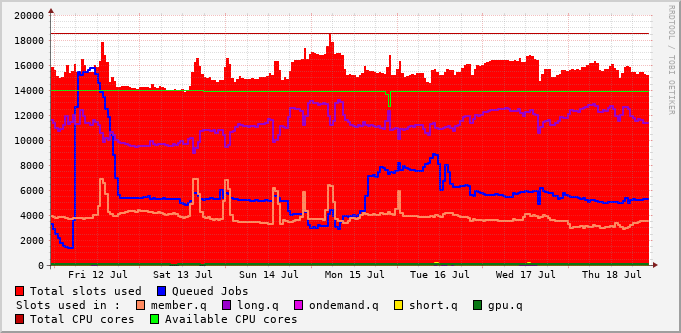 20000
18000
16000
14000
12000
10000
8000
6000
4000
2000
0
Fri 12 Jul Sat 13 Jul Sun 14 Jul Mon 15 Jul Tue 16 Jul Wed 17 Jul Thu 18 Jul
Total slots used Queued Jobs
Slots used in : member.q long.q ondemand.q short.q gpu.q
Total CPU cores Available CPU cores
RRDTOOL / TOBI OETIKER